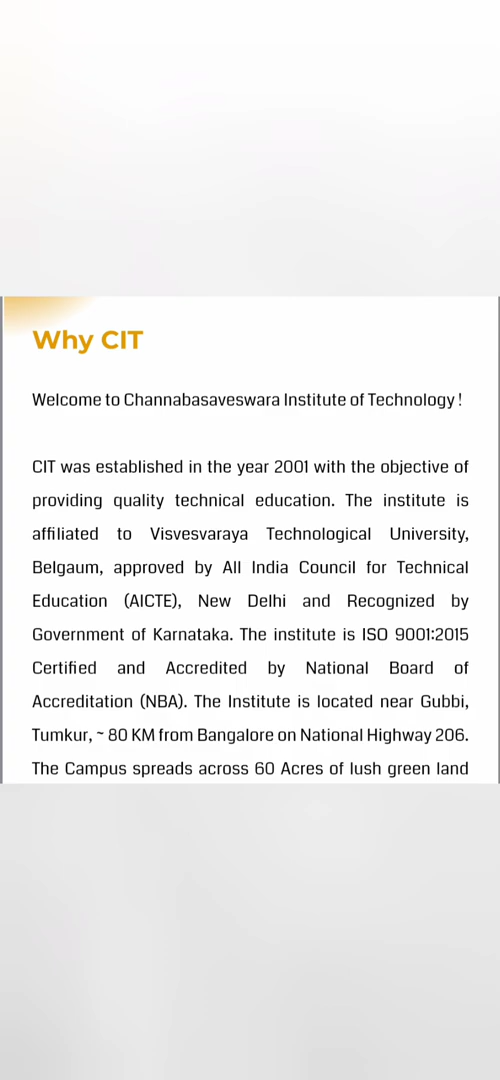 Why CIT
Welcome to Channabasaveswara Institute of Technology !
CIT was established in the year 2001 with the objective of
providing quality technical education. The institute is
affiliated to Visvesvaraya Technological University,
Belgaum, approved by All India Council for Technical
Education (AICTE), New Delhi and Recognized by
Government of Karnataka. The institute is ISO 9001:2015
Certified and Accredited by National Board of
Accreditation (NBA). The Institute is located near Gubbi,
Tumkur, ~ 80 KM from Bangalore on National Highway 206.
The Campus spreads across 60 Acres of lush green land